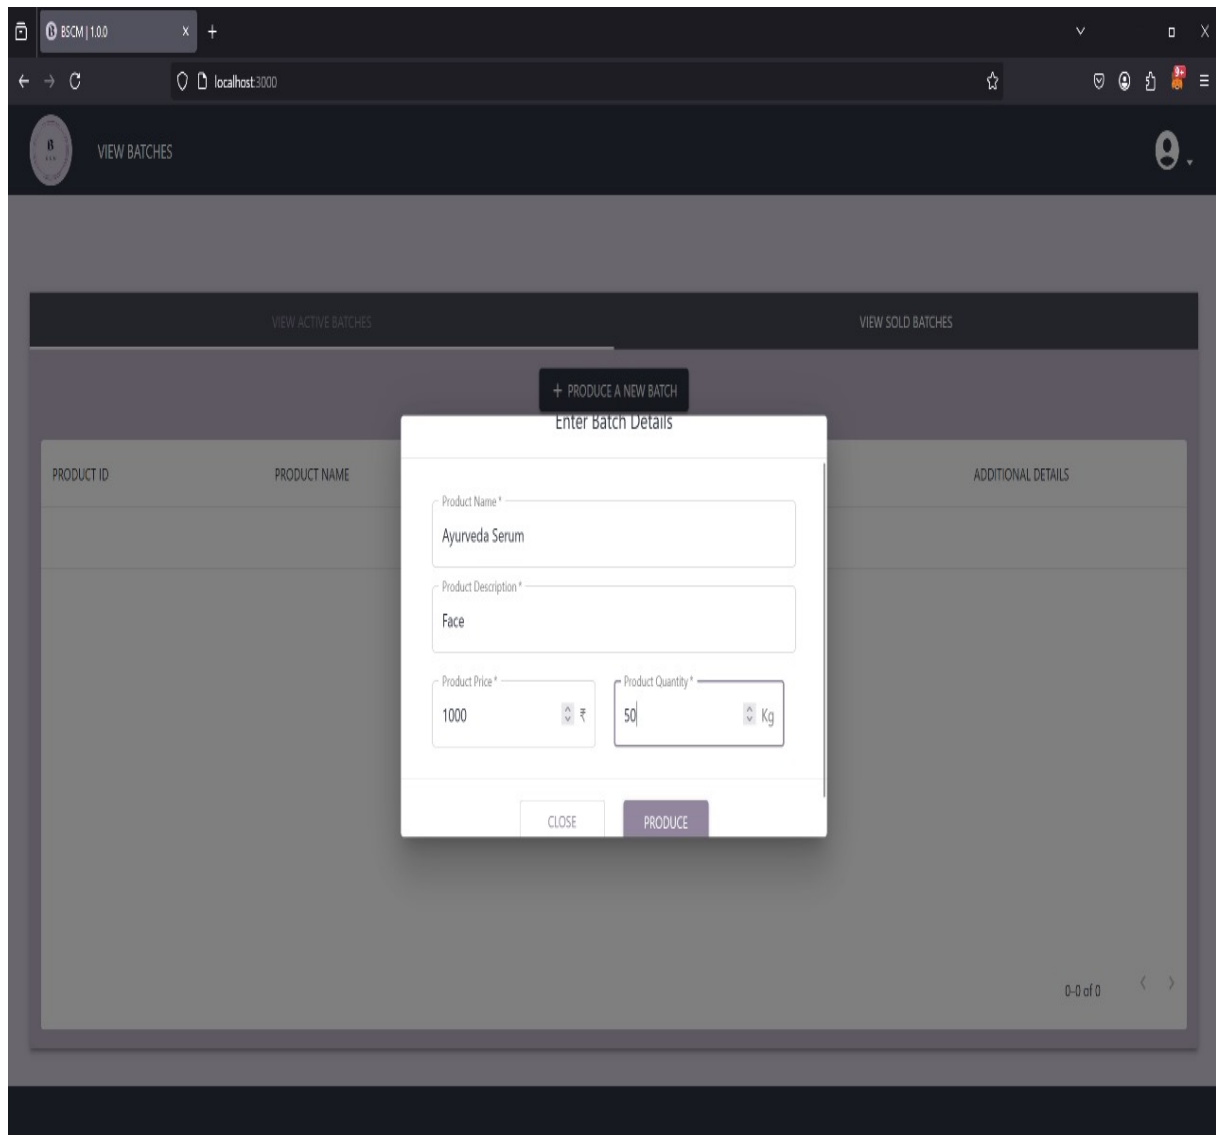 BSCM | 1.0.0
localhost:3000
9+
B
VIEW BATCHES
VIEW ACTIVE BATCHES
VIEW SOLD BATCHES
+ PRODUCE A NEW BATCH
Enter Batch Details
PRODUCT ID
PRODUCT NAME
ADDITIONAL DETAILS
Product Name *
Ayurveda Serum
Product Description *
Face
Product Price *
Product Quantity *
1000 ₹
50 Kg
CLOSE
PRODUCE
0-0 of 0